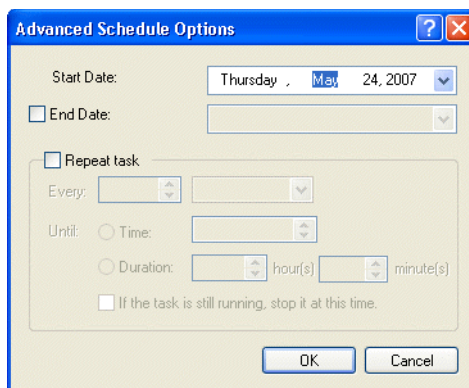 Advanced Schedule Options
Start Date: Thursday , May 24, 2007
End Date:
Repeat task
Every:
Until: Time:
Duration: hour(s) minute(s)
If the task is still running, stop it at this time.
OK Cancel